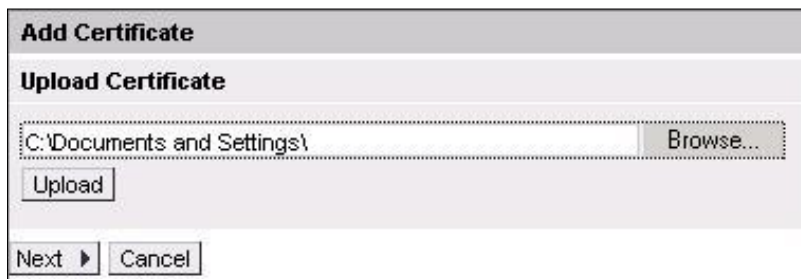 Add Certificate
Upload Certificate
C:\Documents and Settings\ Browse...
Upload
Next Cancel